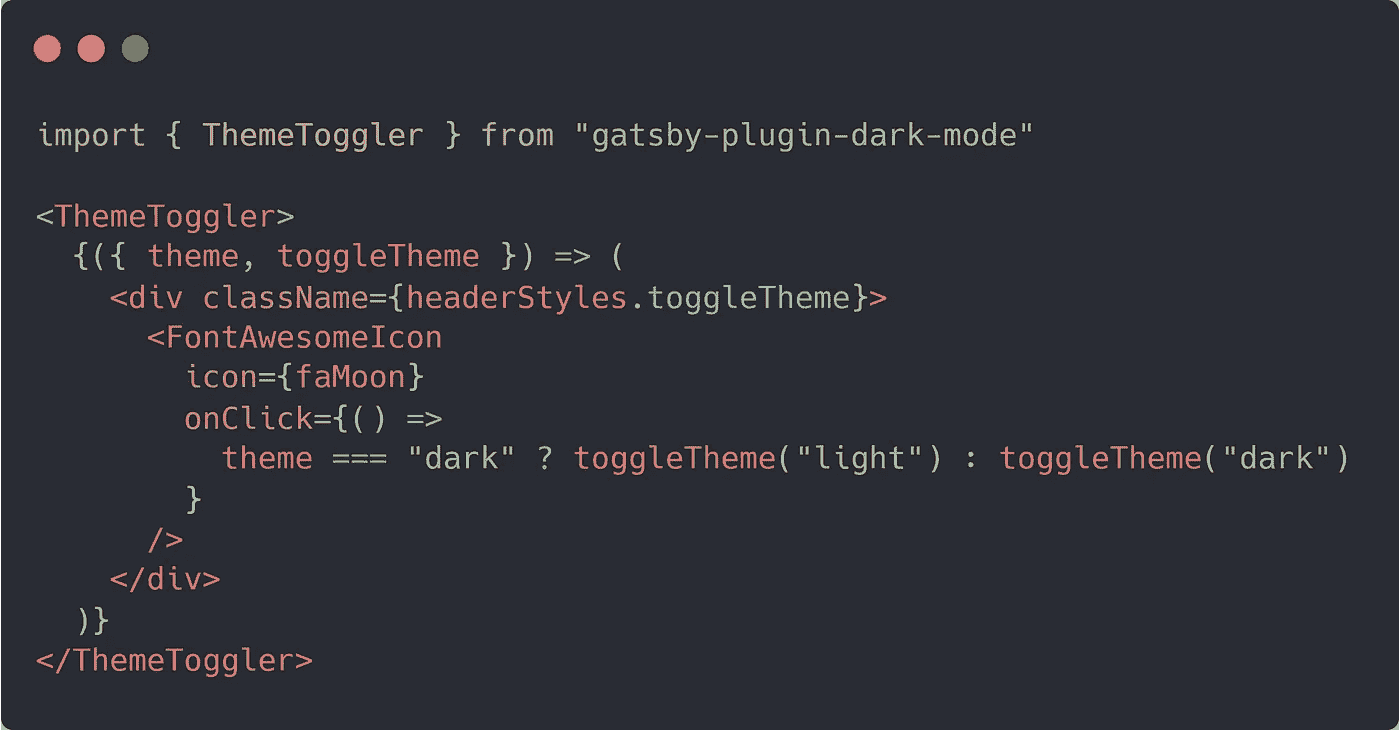 import { ThemeToggler } from "gatsby-plugin-dark-mode"

<ThemeToggler>
  {({ theme, toggleTheme }) => (
    <div className={headerStyles.toggleTheme}>
      <FontAwesomeIcon
        icon={faMoon}
        onClick={() =>
          theme === "dark" ? toggleTheme("light") : toggleTheme("dark")
        }
      />
    </div>
  )}
</ThemeToggler>